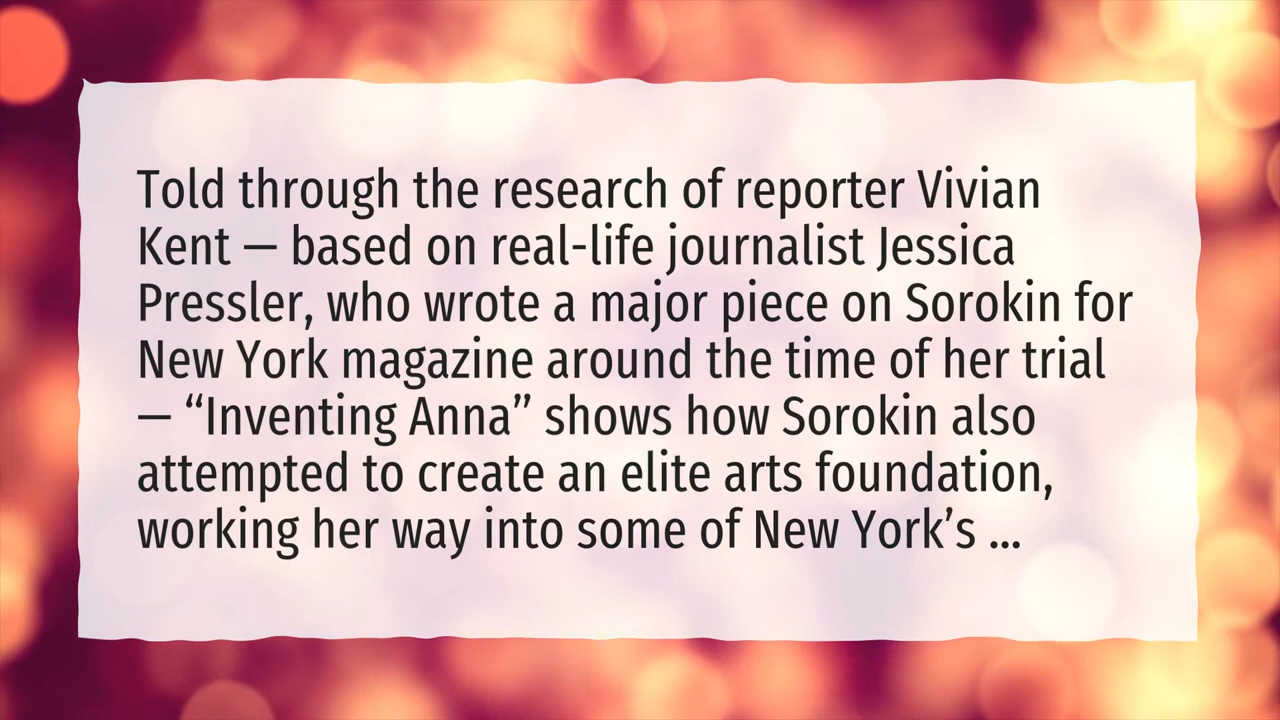 Told through the research of reporter Vivian
Kent — based on real-life journalist Jessica
Pressler, who wrote a major piece on Sorokin for
New York magazine around the time of her trial
— “Inventing Anna” shows how Sorokin also
attempted to create an elite arts foundation,
working her way into some of New York’s ...